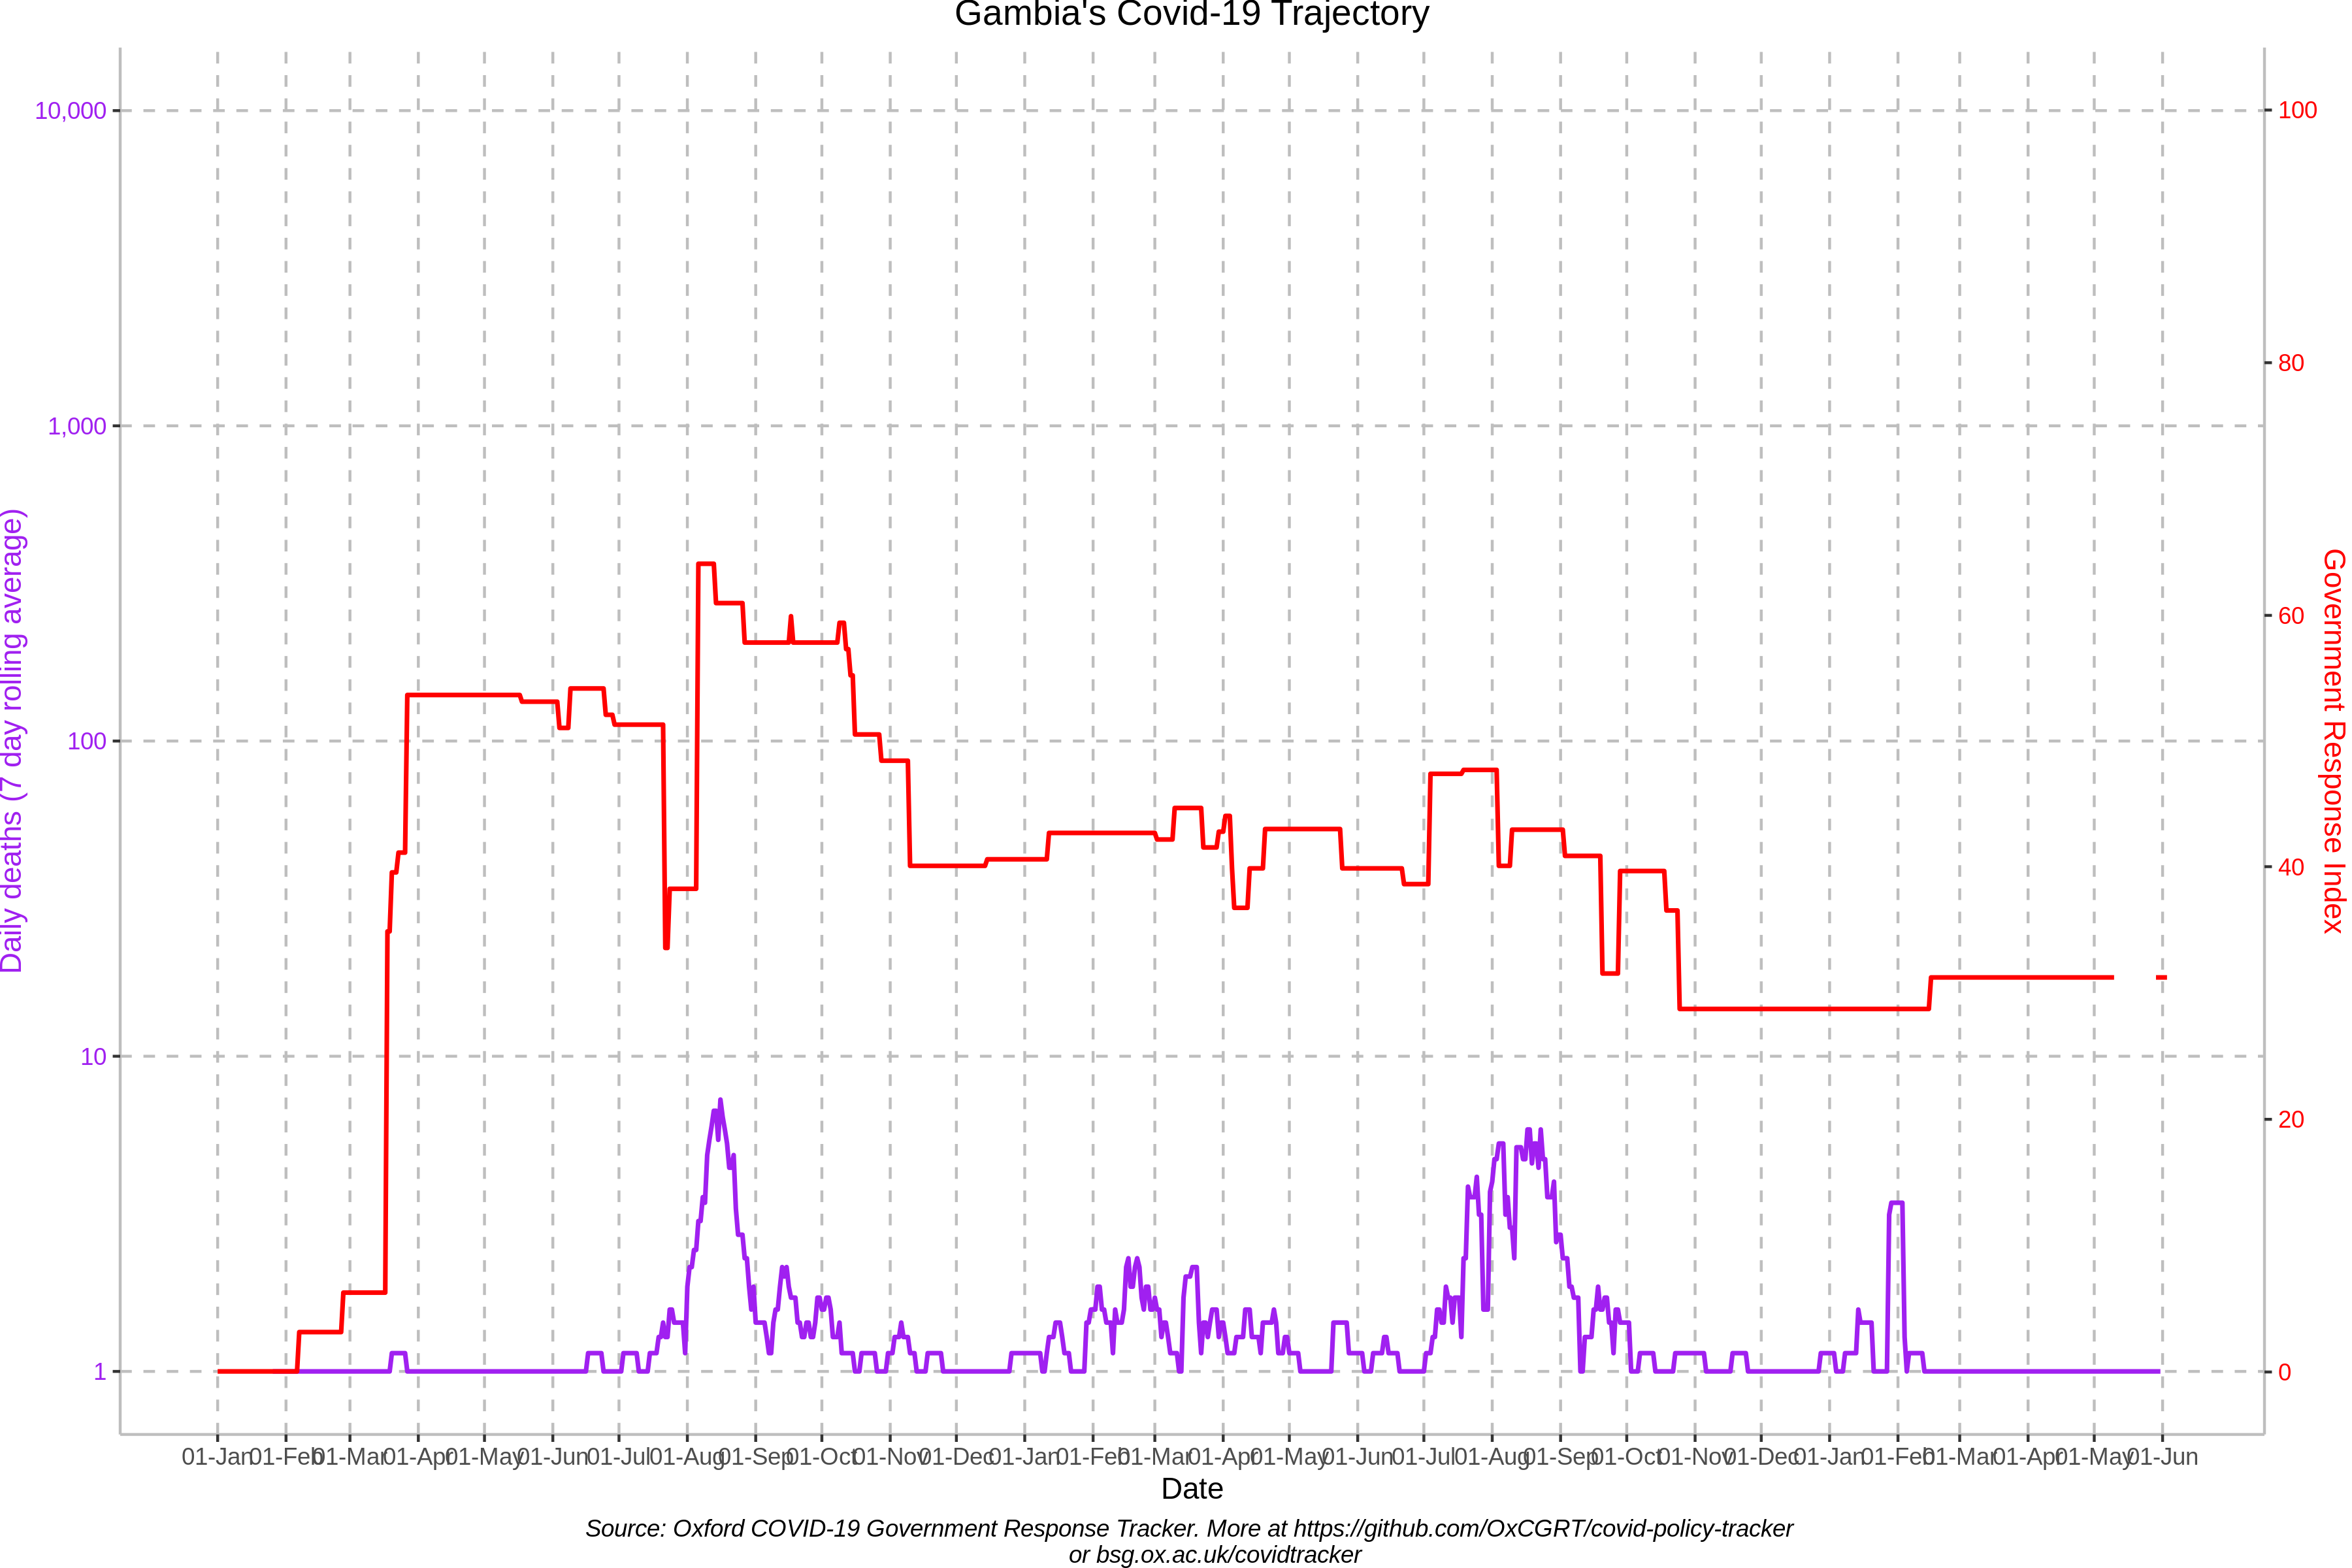 Gambia's Covid-19 Trajectory
10,000
1,000
100
10
1
Daily deaths (7 day rolling average)
100
80
60
40
20
0
Government Response Index
01-Jan 01-Feb 01-Mar 01-Apr 01-May 01-Jun 01-Jul 01-Aug 01-Sep 01-Oct 01-Nov 01-Dec 01-Jan 01-Feb 01-Mar 01-Apr 01-May 01-Jun 01-Jul 01-Aug 01-Sep 01-Oct 01-Nov 01-Dec 01-Jan 01-Feb 01-Mar 01-Apr 01-May 01-Jun
Date
Source: Oxford COVID-19 Government Response Tracker. More at https://github.com/OxCGRT/covid-policy-tracker
or bsg.ox.ac.uk/covidtracker